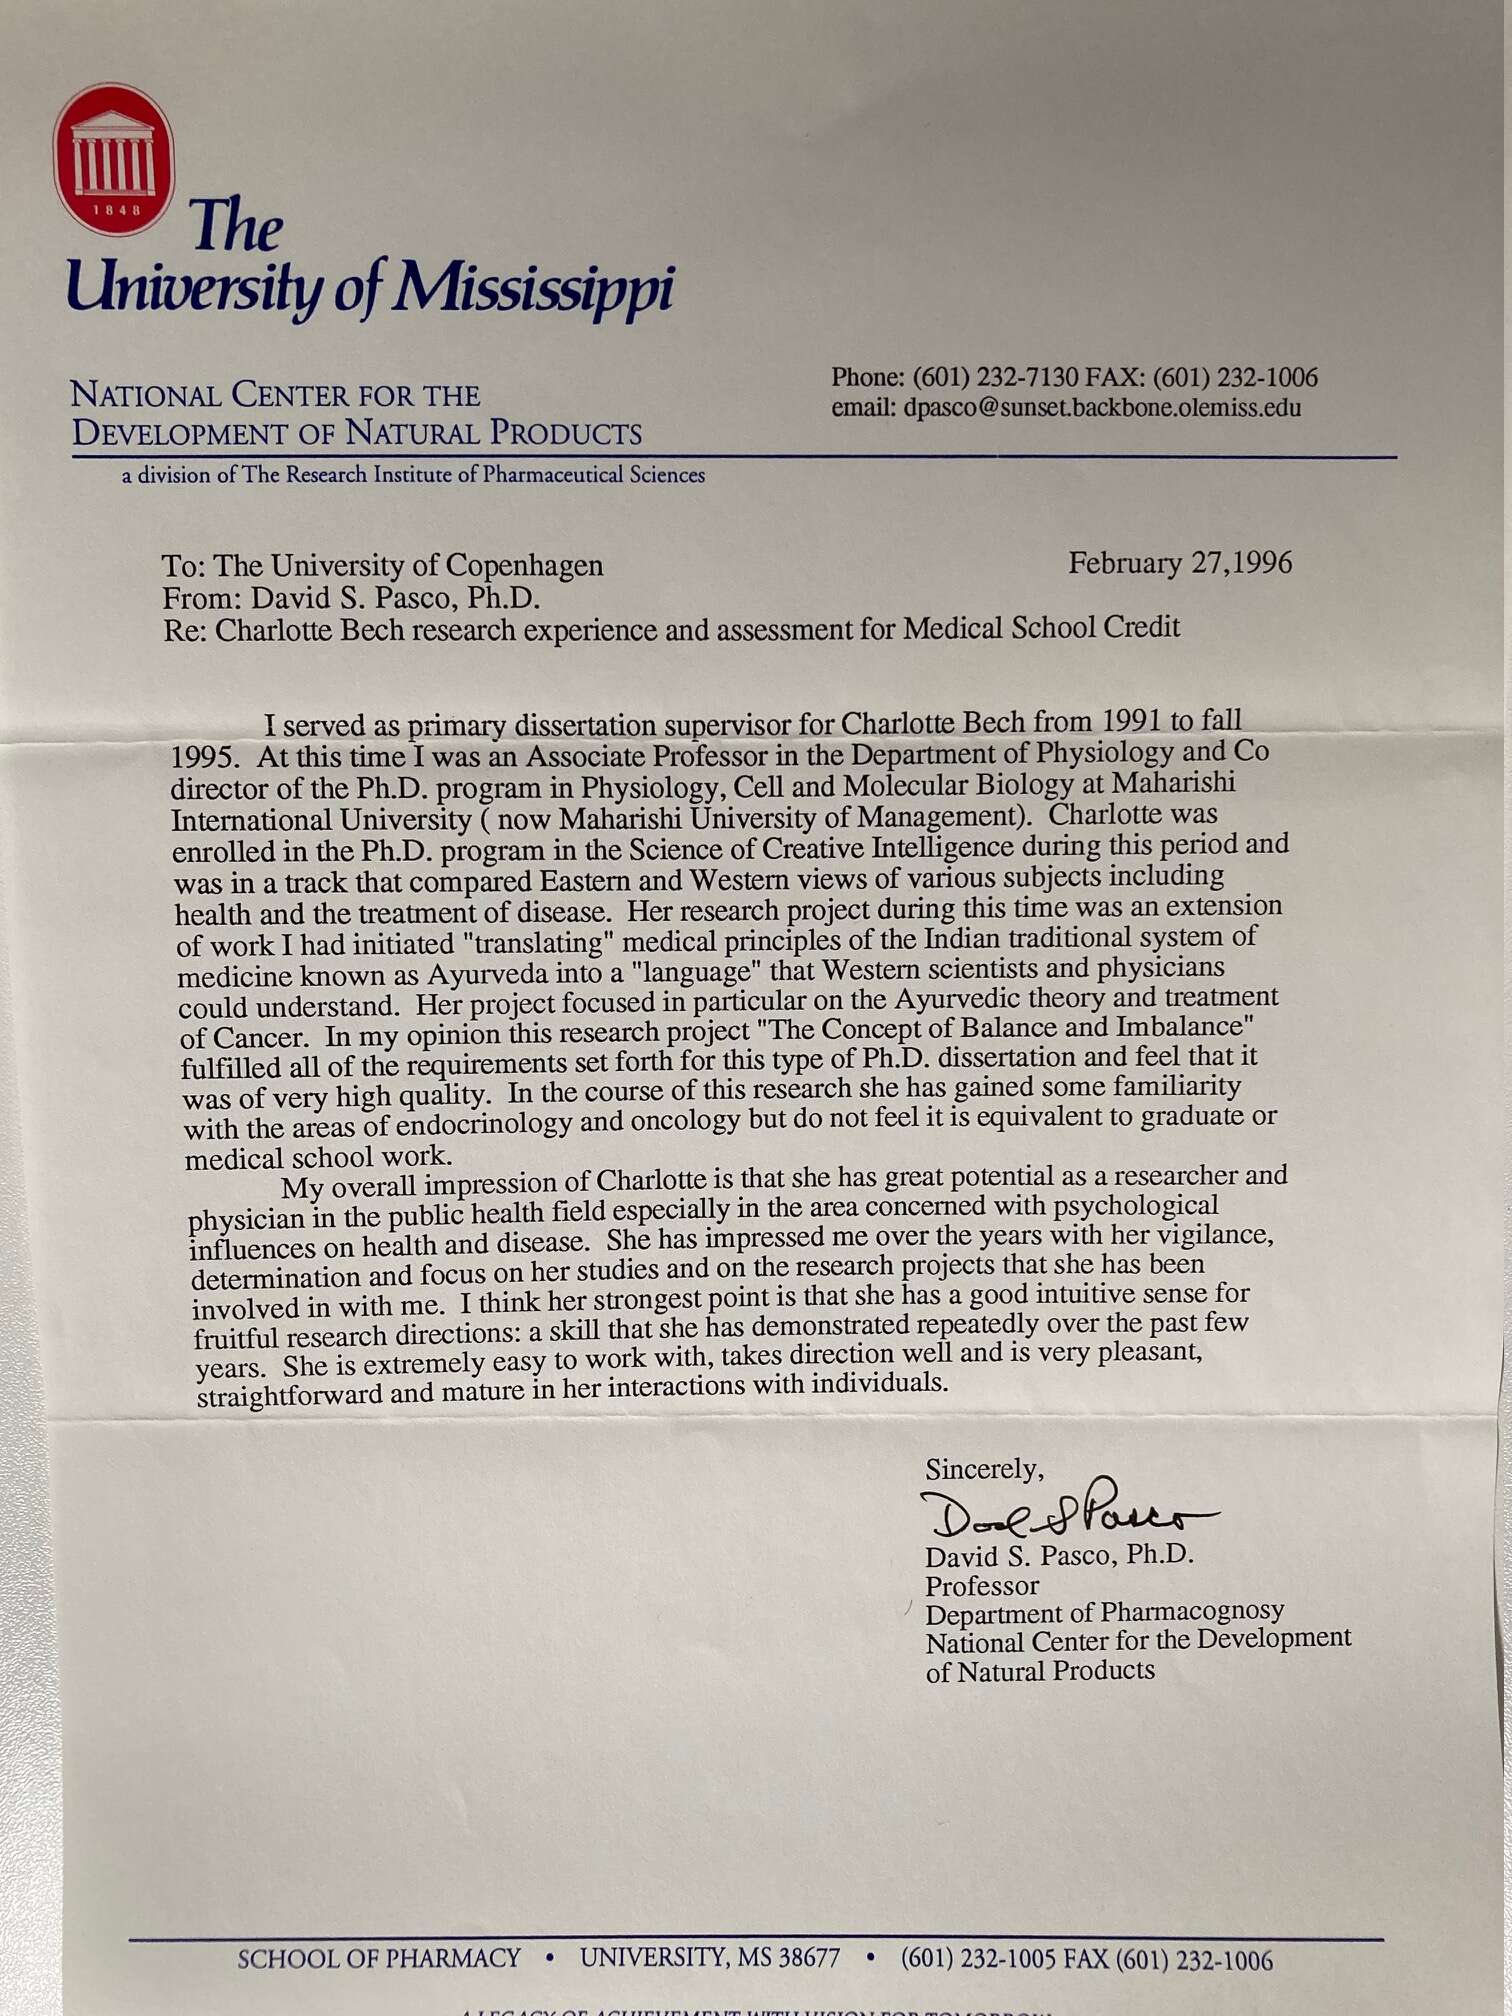 1848
The
University of Mississippi
NATIONAL CENTER FOR THE
DEVELOPMENT OF NATURAL PRODUCTS
a division of The Research Institute of Pharmaceutical Sciences
Phone: (601) 232-7130 FAX: (601) 232-1006
email: dpasco@sunset.backbone.olemiss.edu
To: The University of Copenhagen
February 27,1996
From: David S. Pasco, Ph.D.
Re: Charlotte Bech research experience and assessment for Medical School Credit
I served as primary dissertation supervisor for Charlotte Bech from 1991 to fall
1995. At this time I was an Associate Professor in the Department of Physiology and Co
director of the Ph.D. program in Physiology, Cell and Molecular Biology at Maharishi
International University ( now Maharishi University of Management). Charlotte was
enrolled in the Ph.D. program in the Science of Creative Intelligence during this period and
was in a track that compared Eastern and Western views of various subjects including
health and the treatment of disease. Her research project during this time was an extension
of work I had initiated "translating" medical principles of the Indian traditional system of
medicine known as Ayurveda into a "language" that Western scientists and physicians
could understand. Her project focused in particular on the Ayurvedic theory and treatment
of Cancer. In my opinion this research project "The Concept of Balance and Imbalance"
fulfilled all of the requirements set forth for this type of Ph.D. dissertation and feel that it
was of very high quality. In the course of this research she has gained some familiarity
with the areas of endocrinology and oncology but do not feel it is equivalent to graduate or
medical school work.
My overall impression of Charlotte is that she has great potential as a researcher and
physician in the public health field especially in the area concerned with psychological
influences on health and disease. She has impressed me over the years with her vigilance,
determination and focus on her studies and on the research projects that she has been
involved in with me. I think her strongest point is that she has a good intuitive sense for
fruitful research directions: a skill that she has demonstrated repeatedly over the past few
years. She is extremely easy to work with, takes direction well and is very pleasant,
straightforward and mature in her interactions with individuals.
Sincerely,
David S Pasco
David S. Pasco, Ph.D.
Professor
Department of Pharmacognosy
National Center for the Development
of Natural Products
SCHOOL OF PHARMACY • UNIVERSITY, MS 38677 • (601) 232-1005 FAX (601) 232-1006
A LEGACY OF ACHIEVEMENT WITH VISION FOR TOMORROW